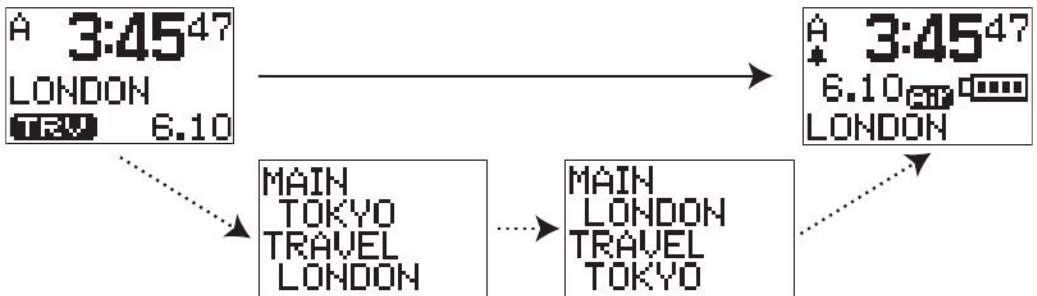 A 3:45 47
LONDON
TRV 6.10
A 3:45 47
6.10 Air
LONDON
MAIN
TOKYO
TRAVEL
LONDON
MAIN
LONDON
TRAVEL
TOKYO